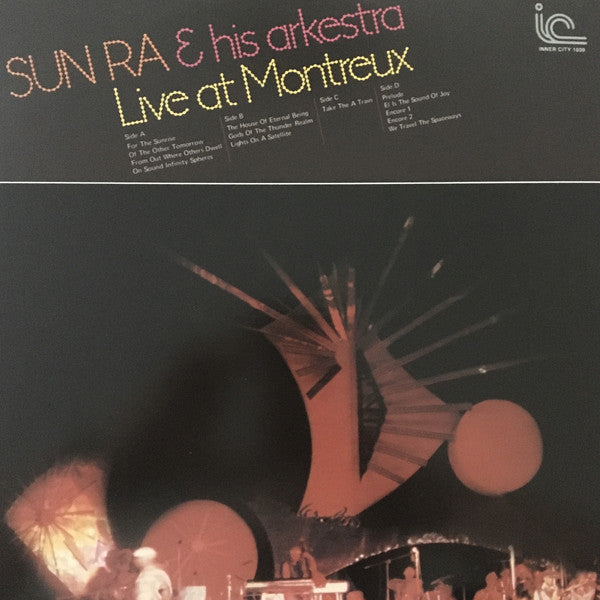 SUN RA & his arkestra
Live at Montreux
ic
INNER CITY 1039
Side A
For The Sunrise
Of The Other Tomorrow
From Out Where Others Dwell
On Sound Infinity Spheres
Side B
The House Of Eternal Being
Gods Of The Thunder Realm
Lights On A Satellite
Side C
Take The A Train
Side D
Prelude
El Is The Sound Of Joy
Encore 1
Encore 2
We Travel The Spaceways